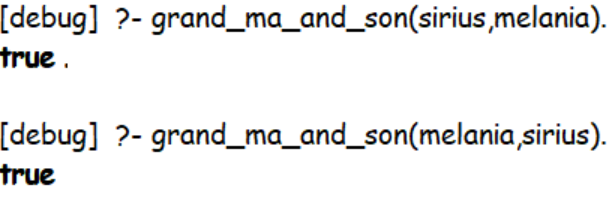 [debug]  ?- grand_ma_and_son(sirius,melania).
true .
[debug]  ?- grand_ma_and_son(melania,sirius).
true